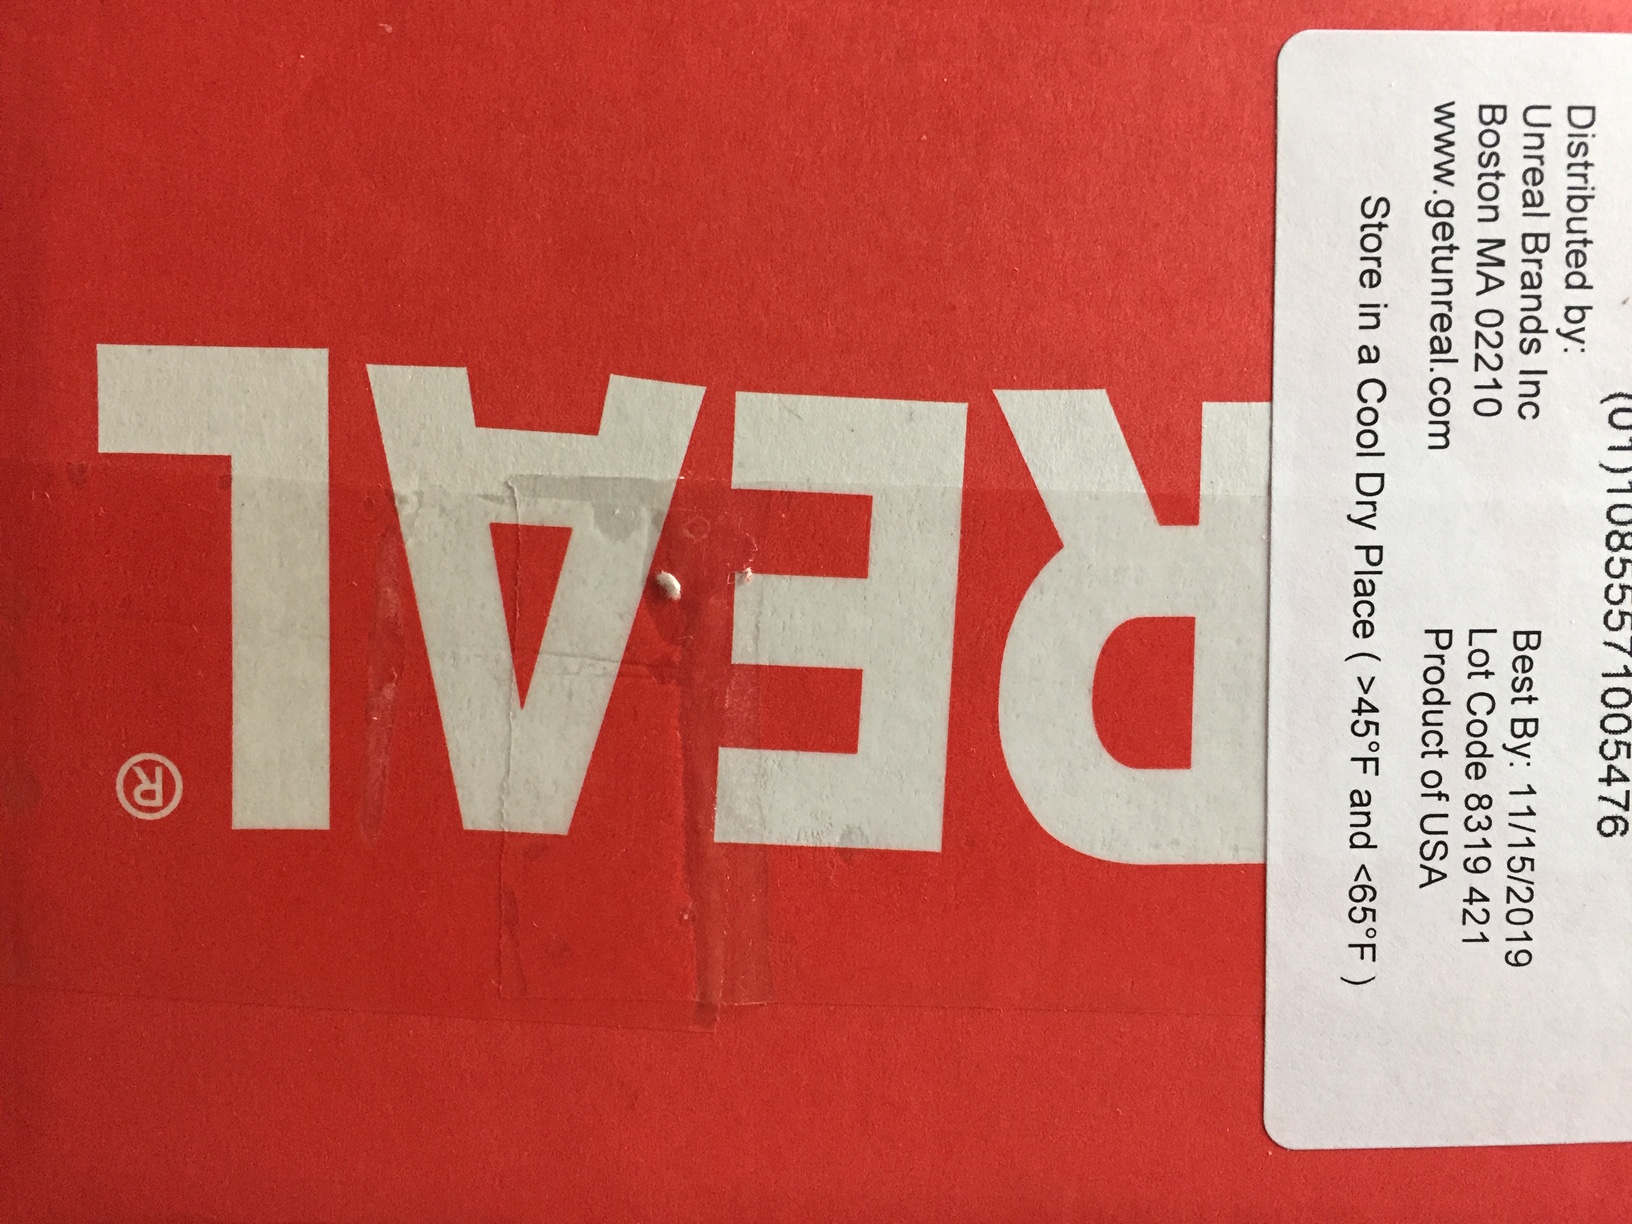 REAL
®
(01)10855571005476
Distributed by:
Unreal Brands Inc
Boston MA 02210
www.getunreal.com
Best By: 11/15/2019
Lot Code 8319 421
Product of USA
Store in a Cool Dry Place ( >45°F and <65°F )